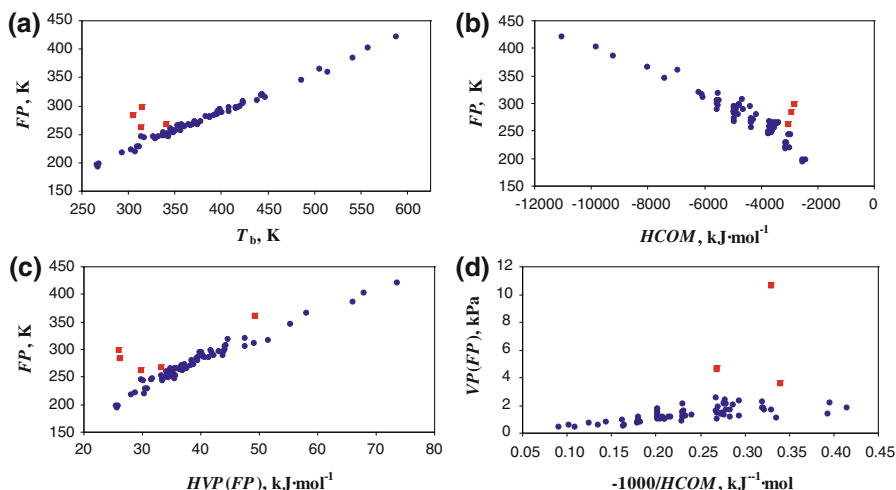 (a)
FP, K
450
400
350
300
250
200
150
250 300 350 400 450 500 550 600
T_b, K
(b)
FP, K
450
400
350
300
250
200
150
-12000 -10000 -8000 -6000 -4000 -2000 0
HCOM, kJ·mol⁻¹
(c)
FP, K
450
400
350
300
250
200
150
20 30 40 50 60 70 80
HVP(FP), kJ·mol⁻¹
(d)
VP(FP), kPa
12
10
8
6
4
2
0
0.05 0.10 0.15 0.20 0.25 0.30 0.35 0.40 0.45
-1000/HCOM, kJ⁻¹·mol